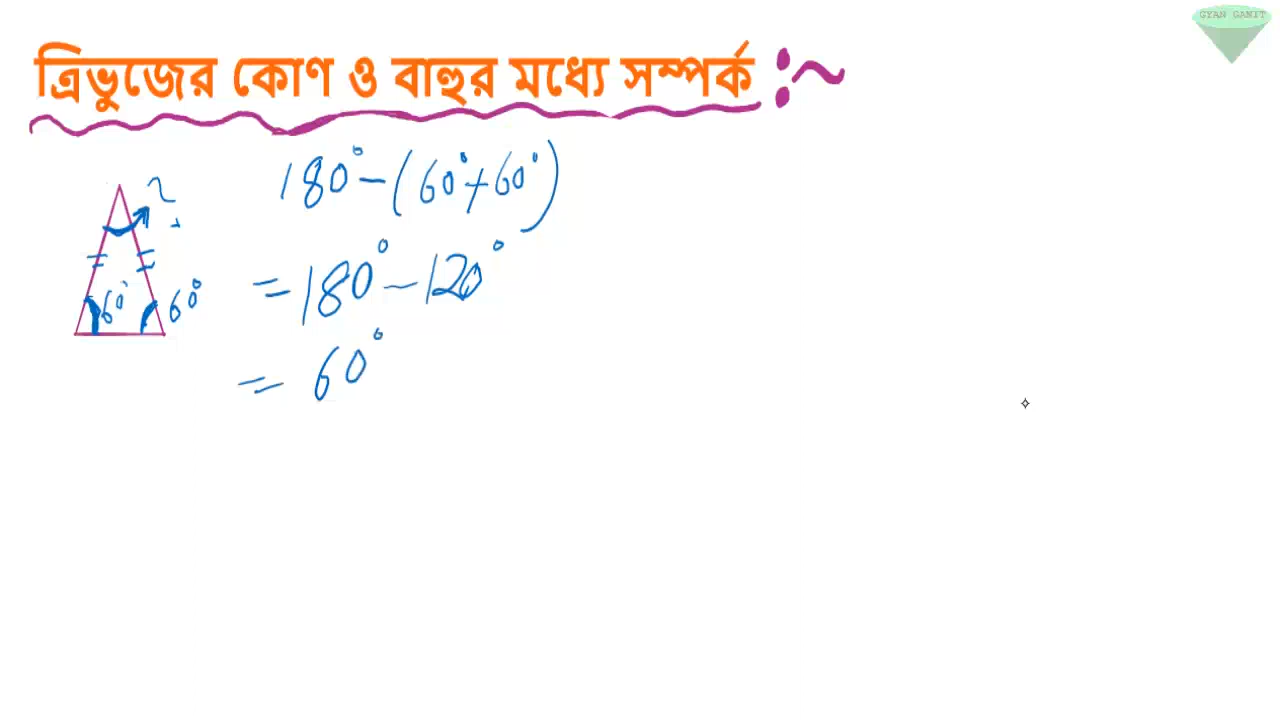 GYAN GANIT
ত্রিভুজের কোণ ও বাহুর মধ্যে সম্পর্ক :~
180° - (60° + 60°)
= 180° - 120°
= 60°
?
60° 60°